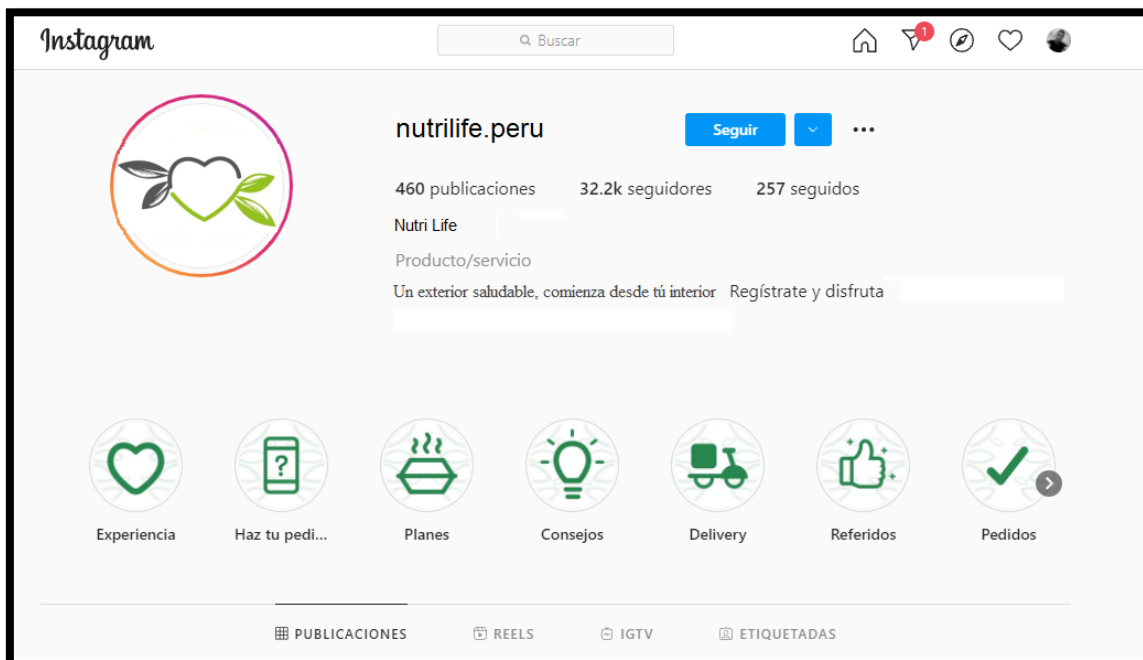 Instagram
Buscar
1
nutrilife.peru Seguir
460 publicaciones 32.2k seguidores 257 seguidos
Nutri Life
Producto/servicio
Un exterior saludable, comienza desde tú interior Regístrate y disfruta
?
Experiencia Haz tu pedi... Planes Consejos Delivery Referidos Pedidos
PUBLICACIONES REELS IGTV ETIQUETADAS